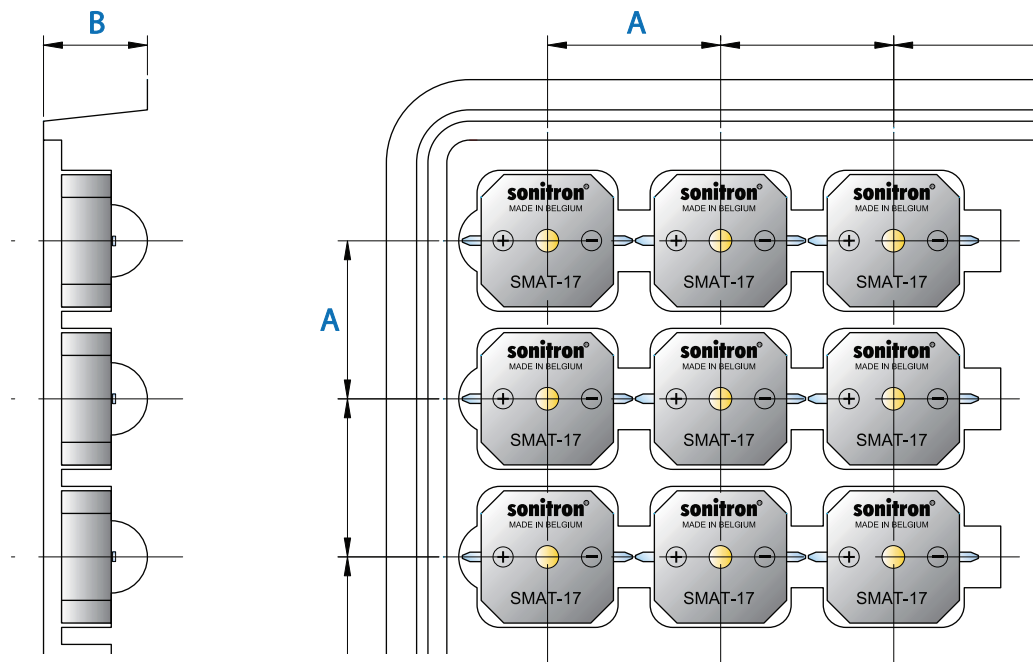 B
A
A
sonitron®
MADE IN BELGIUM
+ −
SMAT-17
sonitron®
MADE IN BELGIUM
+ −
SMAT-17
sonitron®
MADE IN BELGIUM
+ −
SMAT-17
sonitron®
MADE IN BELGIUM
+ −
SMAT-17
sonitron®
MADE IN BELGIUM
+ −
SMAT-17
sonitron®
MADE IN BELGIUM
+ −
SMAT-17
sonitron®
MADE IN BELGIUM
+ −
SMAT-17
sonitron®
MADE IN BELGIUM
+ −
SMAT-17
sonitron®
MADE IN BELGIUM
+ −
SMAT-17